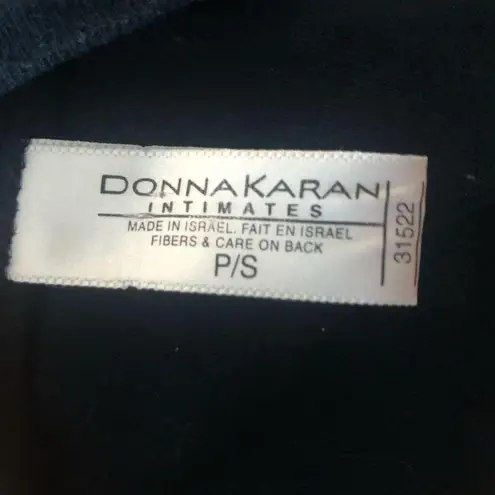 DONNAKARAN
INTIMATES
MADE IN ISRAEL. FAIT EN ISRAEL
FIBERS & CARE ON BACK
P/S
31522